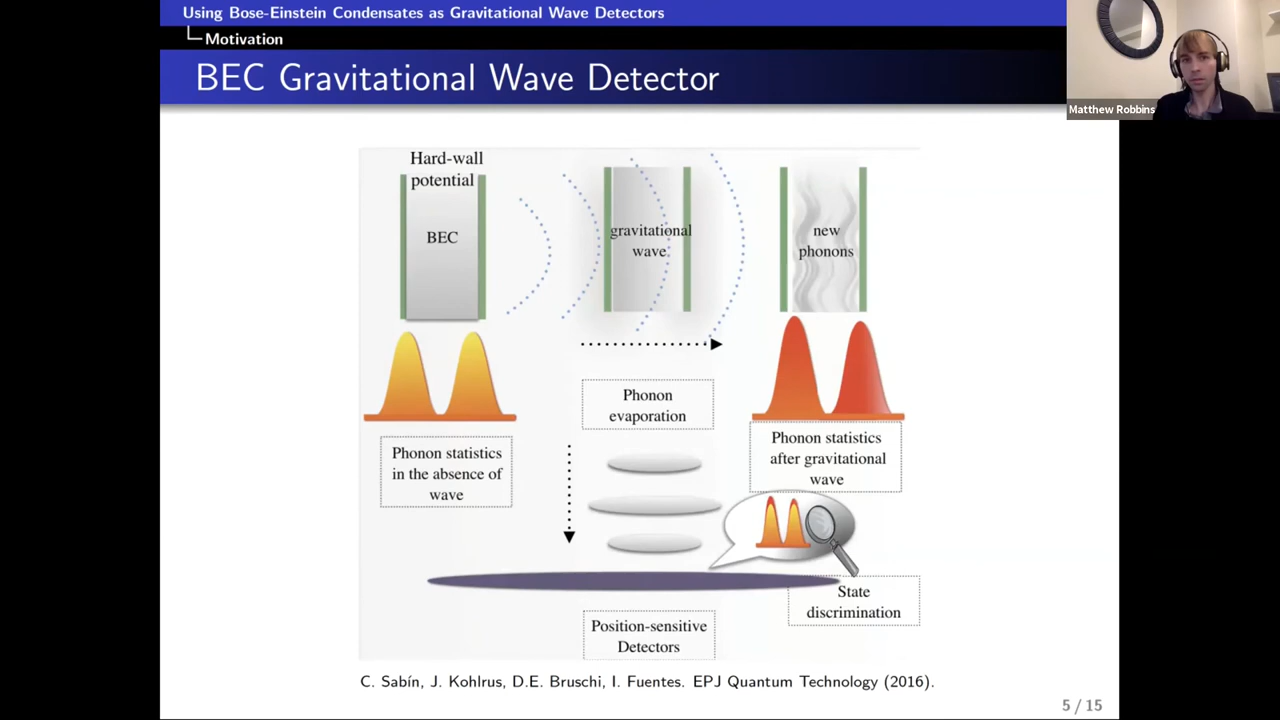 Using Bose-Einstein Condensates as Gravitational Wave Detectors
Motivation
BEC Gravitational Wave Detector
Matthew Robbins
Hard-wall
potential
BEC
gravitational
wave
new
phonons
Phonon
evaporation
Phonon statistics
in the absence of
wave
Phonon statistics
after gravitational
wave
State
discrimination
Position-sensitive
Detectors
C. Sabín, J. Kohlrus, D.E. Bruschi, I. Fuentes. EPJ Quantum Technology (2016).
5 / 15